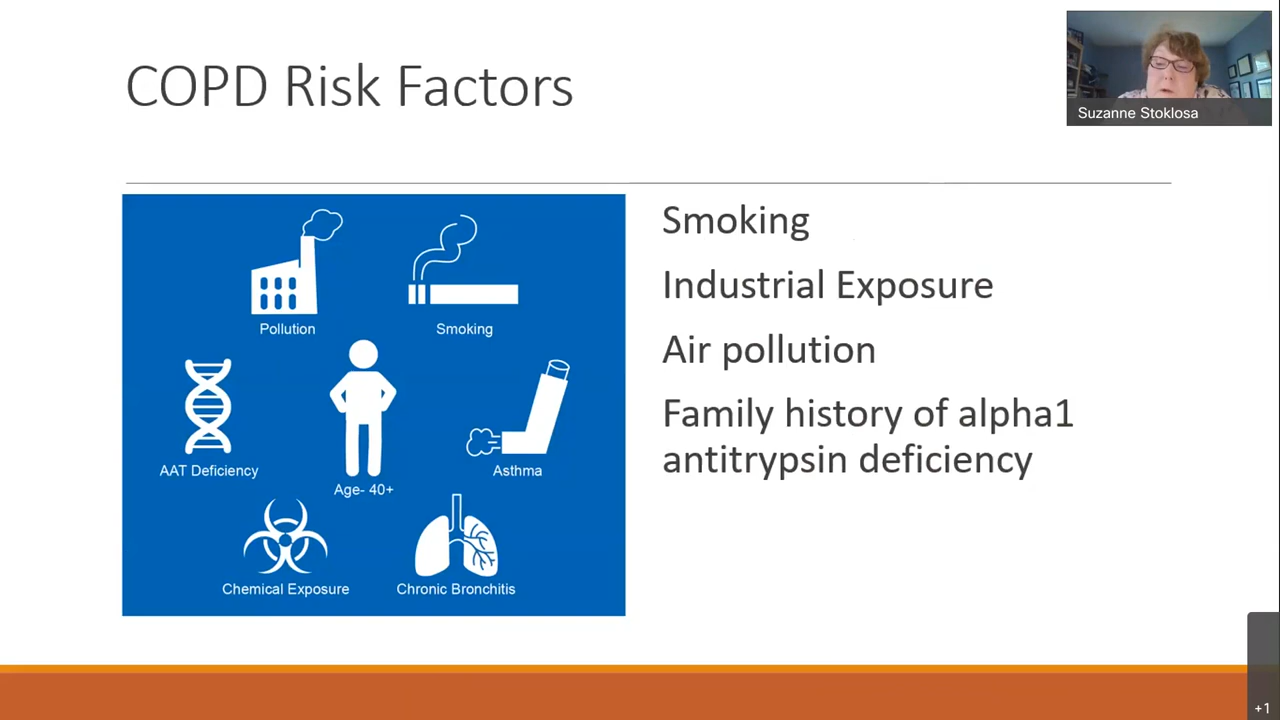 COPD Risk Factors
Suzanne Stoklosa
Pollution
Smoking
AAT Deficiency
Age- 40+
Asthma
Chemical Exposure
Chronic Bronchitis
Smoking
Industrial Exposure
Air pollution
Family history of alpha1
antitrypsin deficiency
+1